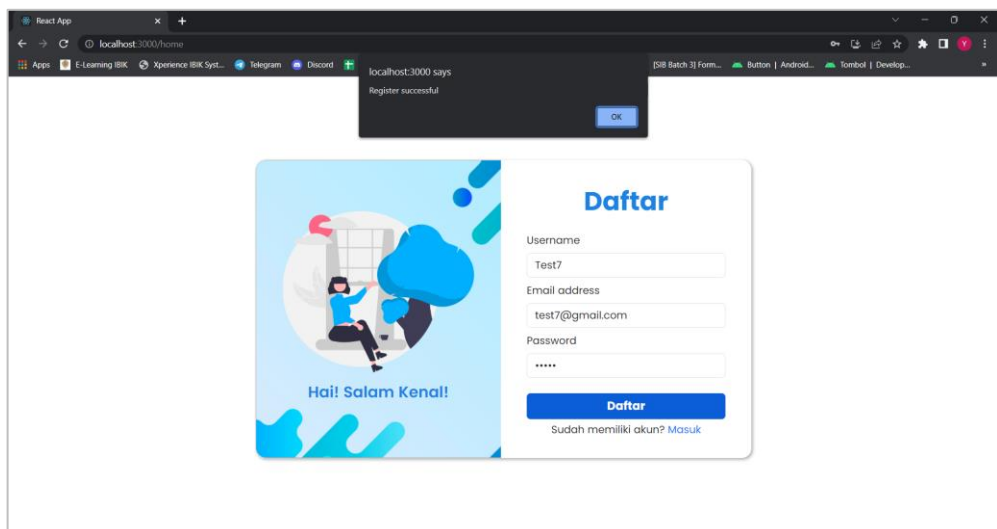 React App
localhost:3000/home
Apps E-Learning IBIK Xperience IBIK Syst... Telegram Discord [SIB Batch 3] Form... Button | Android... Tombol | Develop...
Y
localhost:3000 says
Register successful
OK
Daftar
Username
Test7
Email address
test7@gmail.com
Password
•••••
Daftar
Sudah memiliki akun? Masuk
Hai! Salam Kenal!